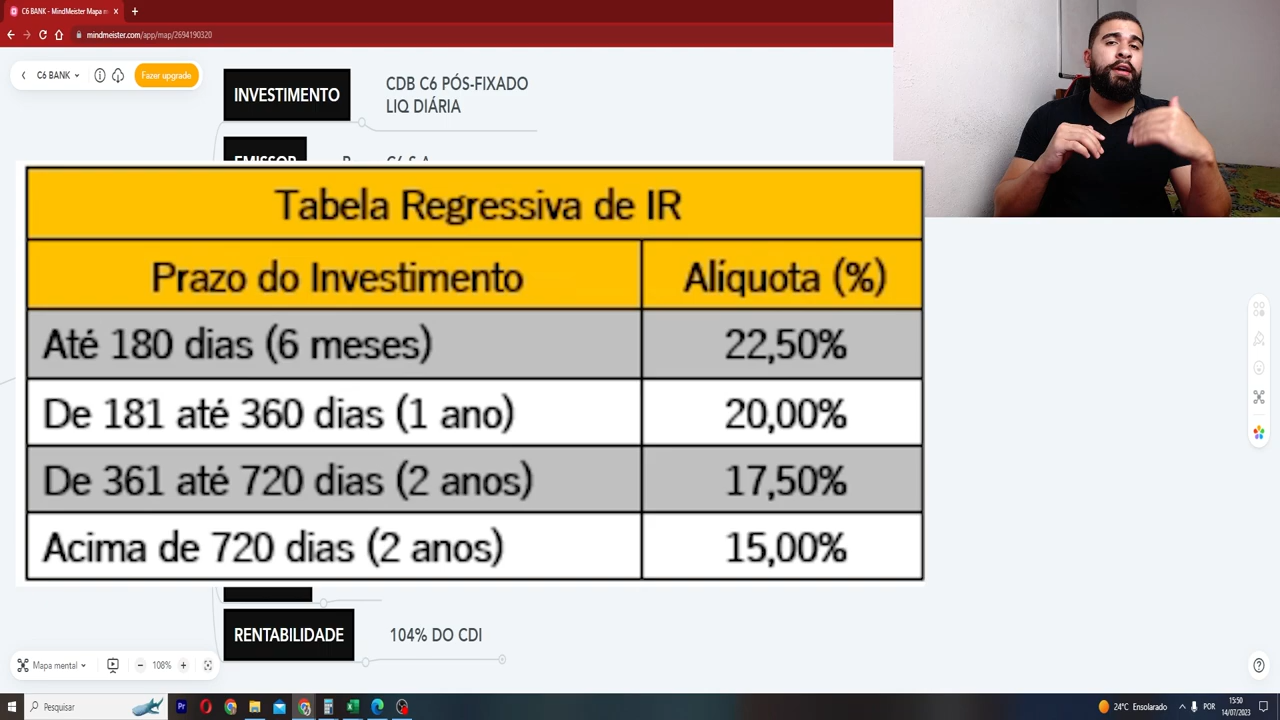 C6 BANK - MindMeister Mapa m
mindmeister.com/app/map/2694190320
C6 BANK
Fazer upgrade
INVESTIMENTO
CDB C6 PÓS-FIXADO
LIQ DIÁRIA
EMISSOR
C6 S.A
Tabela Regressiva de IR
Prazo do Investimento
Alíquota (%)
Até 180 dias (6 meses)
22,50%
De 181 até 360 dias (1 ano)
20,00%
De 361 até 720 dias (2 anos)
17,50%
Acima de 720 dias (2 anos)
15,00%
RENTABILIDADE
104% DO CDI
Mapa mental
108%
Pesquisar
24°C Ensolarado
POR
15:50
14/07/2023